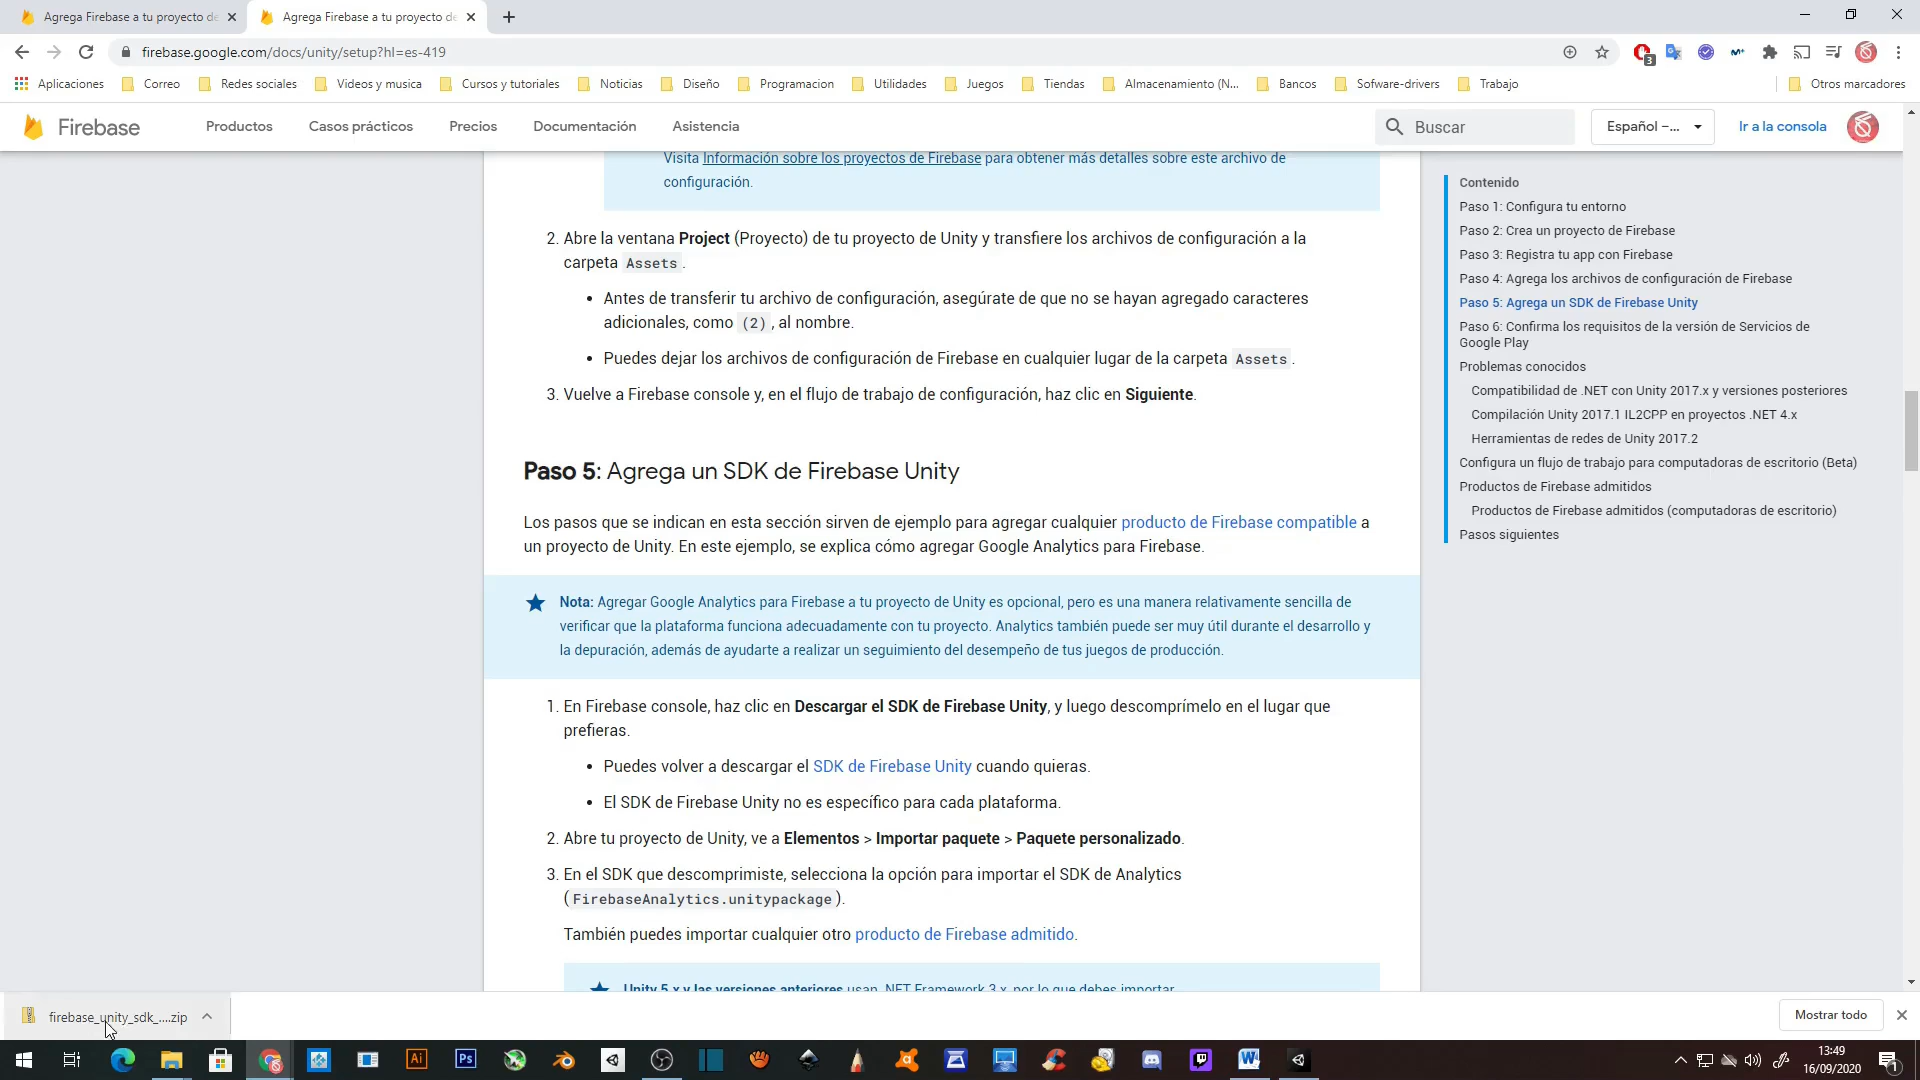 Agrega Firebase a tu proyecto de
Agrega Firebase a tu proyecto de
firebase.google.com/docs/unity/setup?hl=es-419
3
Aplicaciones
Correo
Redes sociales
Videos y musica
Cursos y tutoriales
Noticias
Diseño
Programacion
Utilidades
Juegos
Tiendas
Almacenamiento (N...
Bancos
Sofware-drivers
Trabajo
Otros marcadores
Firebase
Productos
Casos prácticos
Precios
Documentación
Asistencia
Buscar
Español –...
Ir a la consola
Visita Información sobre los proyectos de Firebase para obtener más detalles sobre este archivo de
configuración.
2. Abre la ventana Project (Proyecto) de tu proyecto de Unity y transfiere los archivos de configuración a la
carpeta Assets.
• Antes de transferir tu archivo de configuración, asegúrate de que no se hayan agregado caracteres
adicionales, como (2), al nombre.
• Puedes dejar los archivos de configuración de Firebase en cualquier lugar de la carpeta Assets.
3. Vuelve a Firebase console y, en el flujo de trabajo de configuración, haz clic en Siguiente.
Paso 5: Agrega un SDK de Firebase Unity
Los pasos que se indican en esta sección sirven de ejemplo para agregar cualquier producto de Firebase compatible a
un proyecto de Unity. En este ejemplo, se explica cómo agregar Google Analytics para Firebase.
Nota: Agregar Google Analytics para Firebase a tu proyecto de Unity es opcional, pero es una manera relativamente sencilla de
verificar que la plataforma funciona adecuadamente con tu proyecto. Analytics también puede ser muy útil durante el desarrollo y
la depuración, además de ayudarte a realizar un seguimiento del desempeño de tus juegos de producción.
1. En Firebase console, haz clic en Descargar el SDK de Firebase Unity, y luego descomprímelo en el lugar que
prefieras.
• Puedes volver a descargar el SDK de Firebase Unity cuando quieras.
• El SDK de Firebase Unity no es específico para cada plataforma.
2. Abre tu proyecto de Unity, ve a Elementos > Importar paquete > Paquete personalizado.
3. En el SDK que descomprimiste, selecciona la opción para importar el SDK de Analytics
(FirebaseAnalytics.unitypackage).
También puedes importar cualquier otro producto de Firebase admitido.
Unity 5.x y las versiones anteriores usan .NET Framework 3.x, por lo que debes importar
Contenido
Paso 1: Configura tu entorno
Paso 2: Crea un proyecto de Firebase
Paso 3: Registra tu app con Firebase
Paso 4: Agrega los archivos de configuración de Firebase
Paso 5: Agrega un SDK de Firebase Unity
Paso 6: Confirma los requisitos de la versión de Servicios de
Google Play
Problemas conocidos
Compatibilidad de .NET con Unity 2017.x y versiones posteriores
Compilación Unity 2017.1 IL2CPP en proyectos .NET 4.x
Herramientas de redes de Unity 2017.2
Configura un flujo de trabajo para computadoras de escritorio (Beta)
Productos de Firebase admitidos
Productos de Firebase admitidos (computadoras de escritorio)
Pasos siguientes
firebase_unity_sdk_....zip
Mostrar todo
Ai
Ps
W
13:49
16/09/2020
1